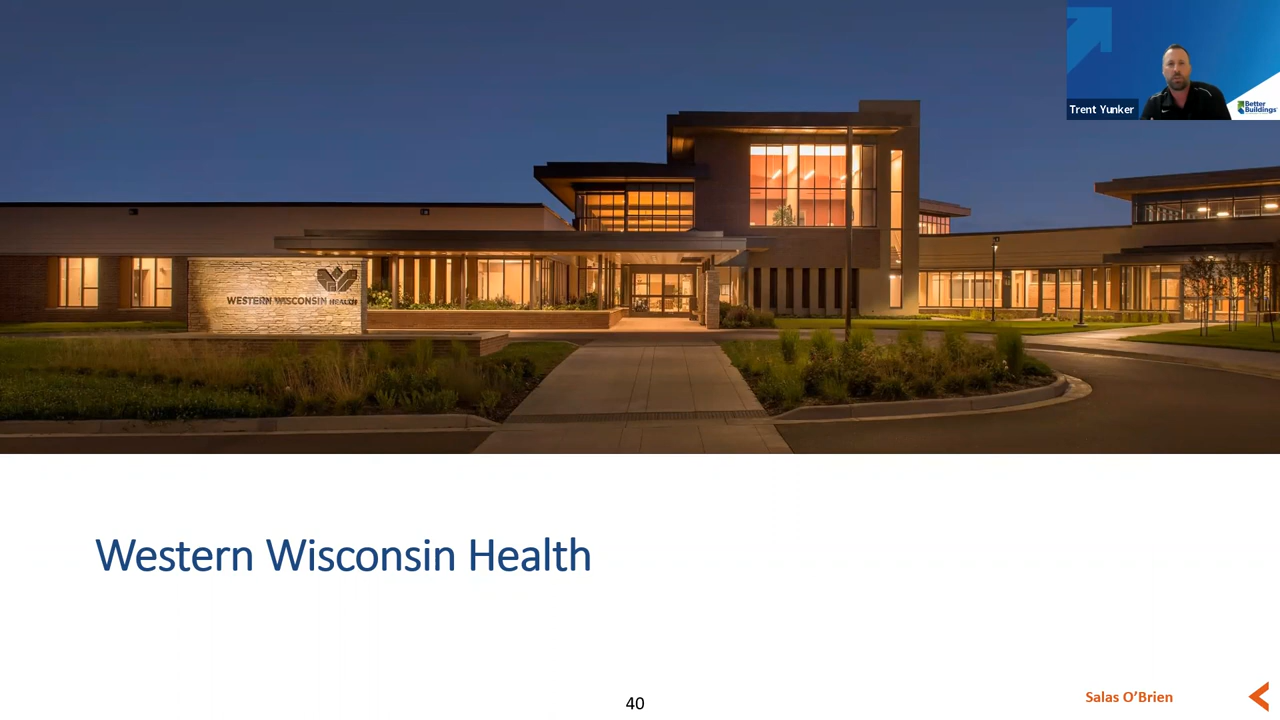 Trent Yunker
Better
Buildings
WESTERN WISCONSIN HEALTH
Western Wisconsin Health
40
Salas O'Brien